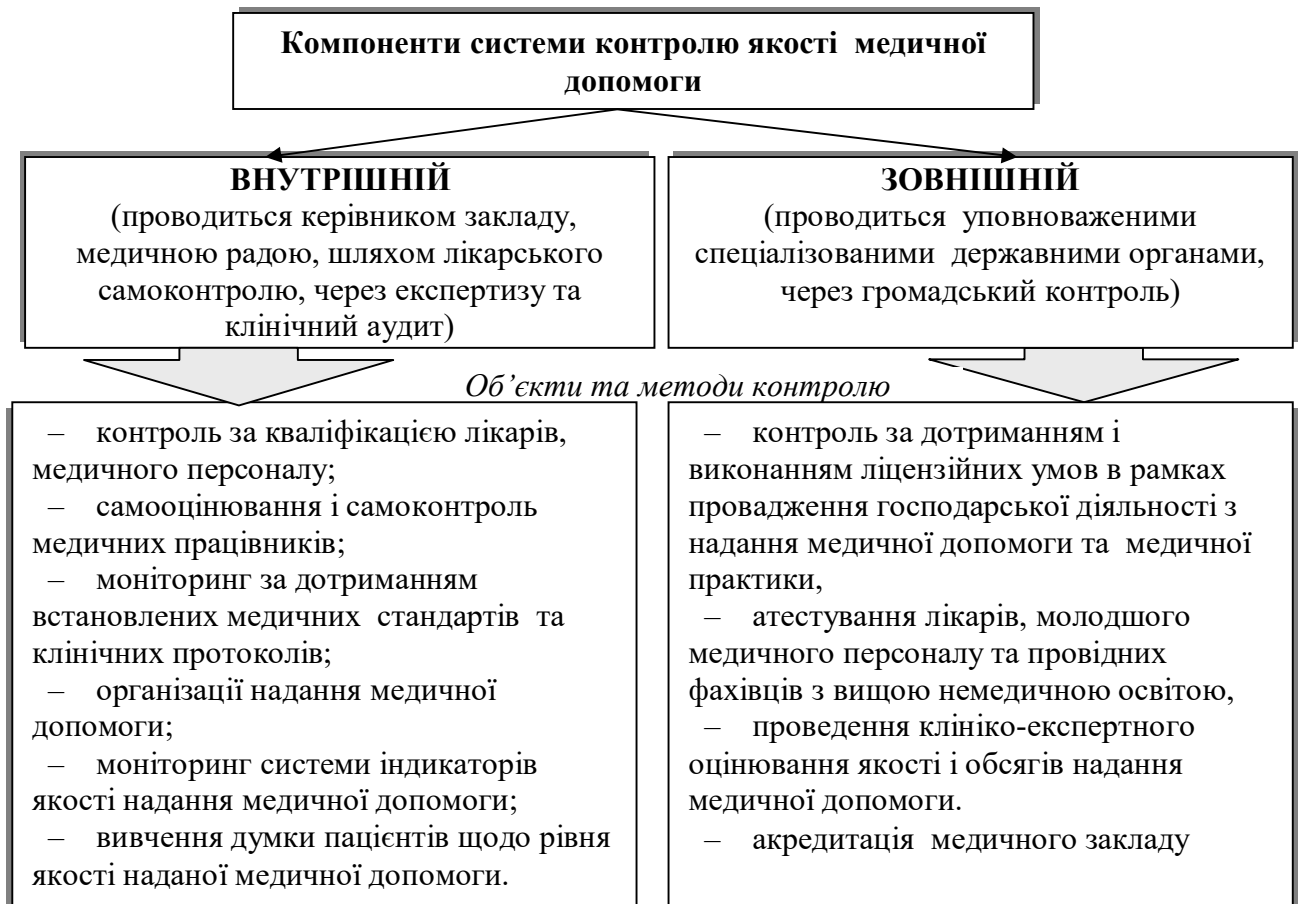 Компоненти системи контролю якості медичної
допомоги
ВНУТРІШНІЙ
(проводиться керівником закладу,
медичною радою, шляхом лікарського
самоконтролю, через експертизу та
клінічний аудит)
ЗОВНІШНІЙ
(проводиться уповноваженими
спеціалізованими державними органами,
через громадський контроль)
Об’єкти та методи контролю
– контроль за кваліфікацією лікарів,
медичного персоналу;
– самооцінювання і самоконтроль
медичних працівників;
– моніторинг за дотриманням
встановлених медичних стандартів та
клінічних протоколів;
– організації надання медичної
допомоги;
– моніторинг системи індикаторів
якості надання медичної допомоги;
– вивчення думки пацієнтів щодо рівня
якості наданої медичної допомоги.
– контроль за дотриманням і
виконанням ліцензійних умов в рамках
провадження господарської діяльності з
надання медичної допомоги та медичної
практики,
– атестування лікарів, молодшого
медичного персоналу та провідних
фахівців з вищою немедичною освітою,
– проведення клініко-експертного
оцінювання якості і обсягів надання
медичної допомоги.
– акредитація медичного закладу